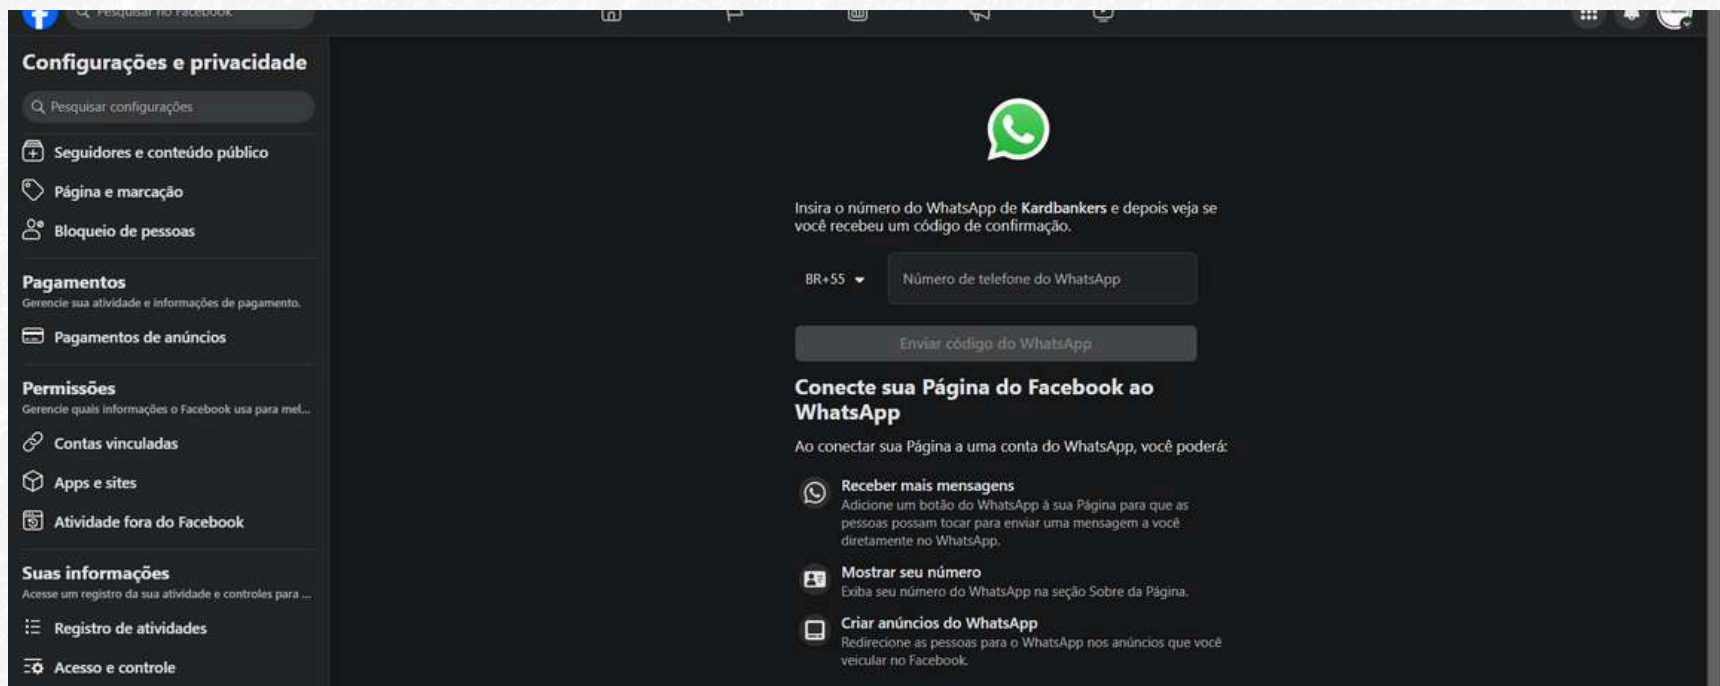 Pesquisar no Facebook
Configurações e privacidade
Pesquisar configurações
Seguidores e conteúdo público
Página e marcação
Bloqueio de pessoas
Pagamentos
Gerencie sua atividade e informações de pagamento.
Pagamentos de anúncios
Permissões
Gerencie quais informações o Facebook usa para mel...
Contas vinculadas
Apps e sites
Atividade fora do Facebook
Suas informações
Acesse um registro da sua atividade e controles para ...
Registro de atividades
Acesso e controle
Insira o número do WhatsApp de Kardbankers e depois veja se
você recebeu um código de confirmação.
BR+55
Número de telefone do WhatsApp
Enviar código do WhatsApp
Conecte sua Página do Facebook ao
WhatsApp
Ao conectar sua Página a uma conta do WhatsApp, você poderá:
Receber mais mensagens
Adicione um botão do WhatsApp à sua Página para que as
pessoas possam tocar para enviar uma mensagem a você
diretamente no WhatsApp.
Mostrar seu número
Exiba seu número do WhatsApp na seção Sobre da Página.
Criar anúncios do WhatsApp
Redirecione as pessoas para o WhatsApp nos anúncios que você
veicular no Facebook.